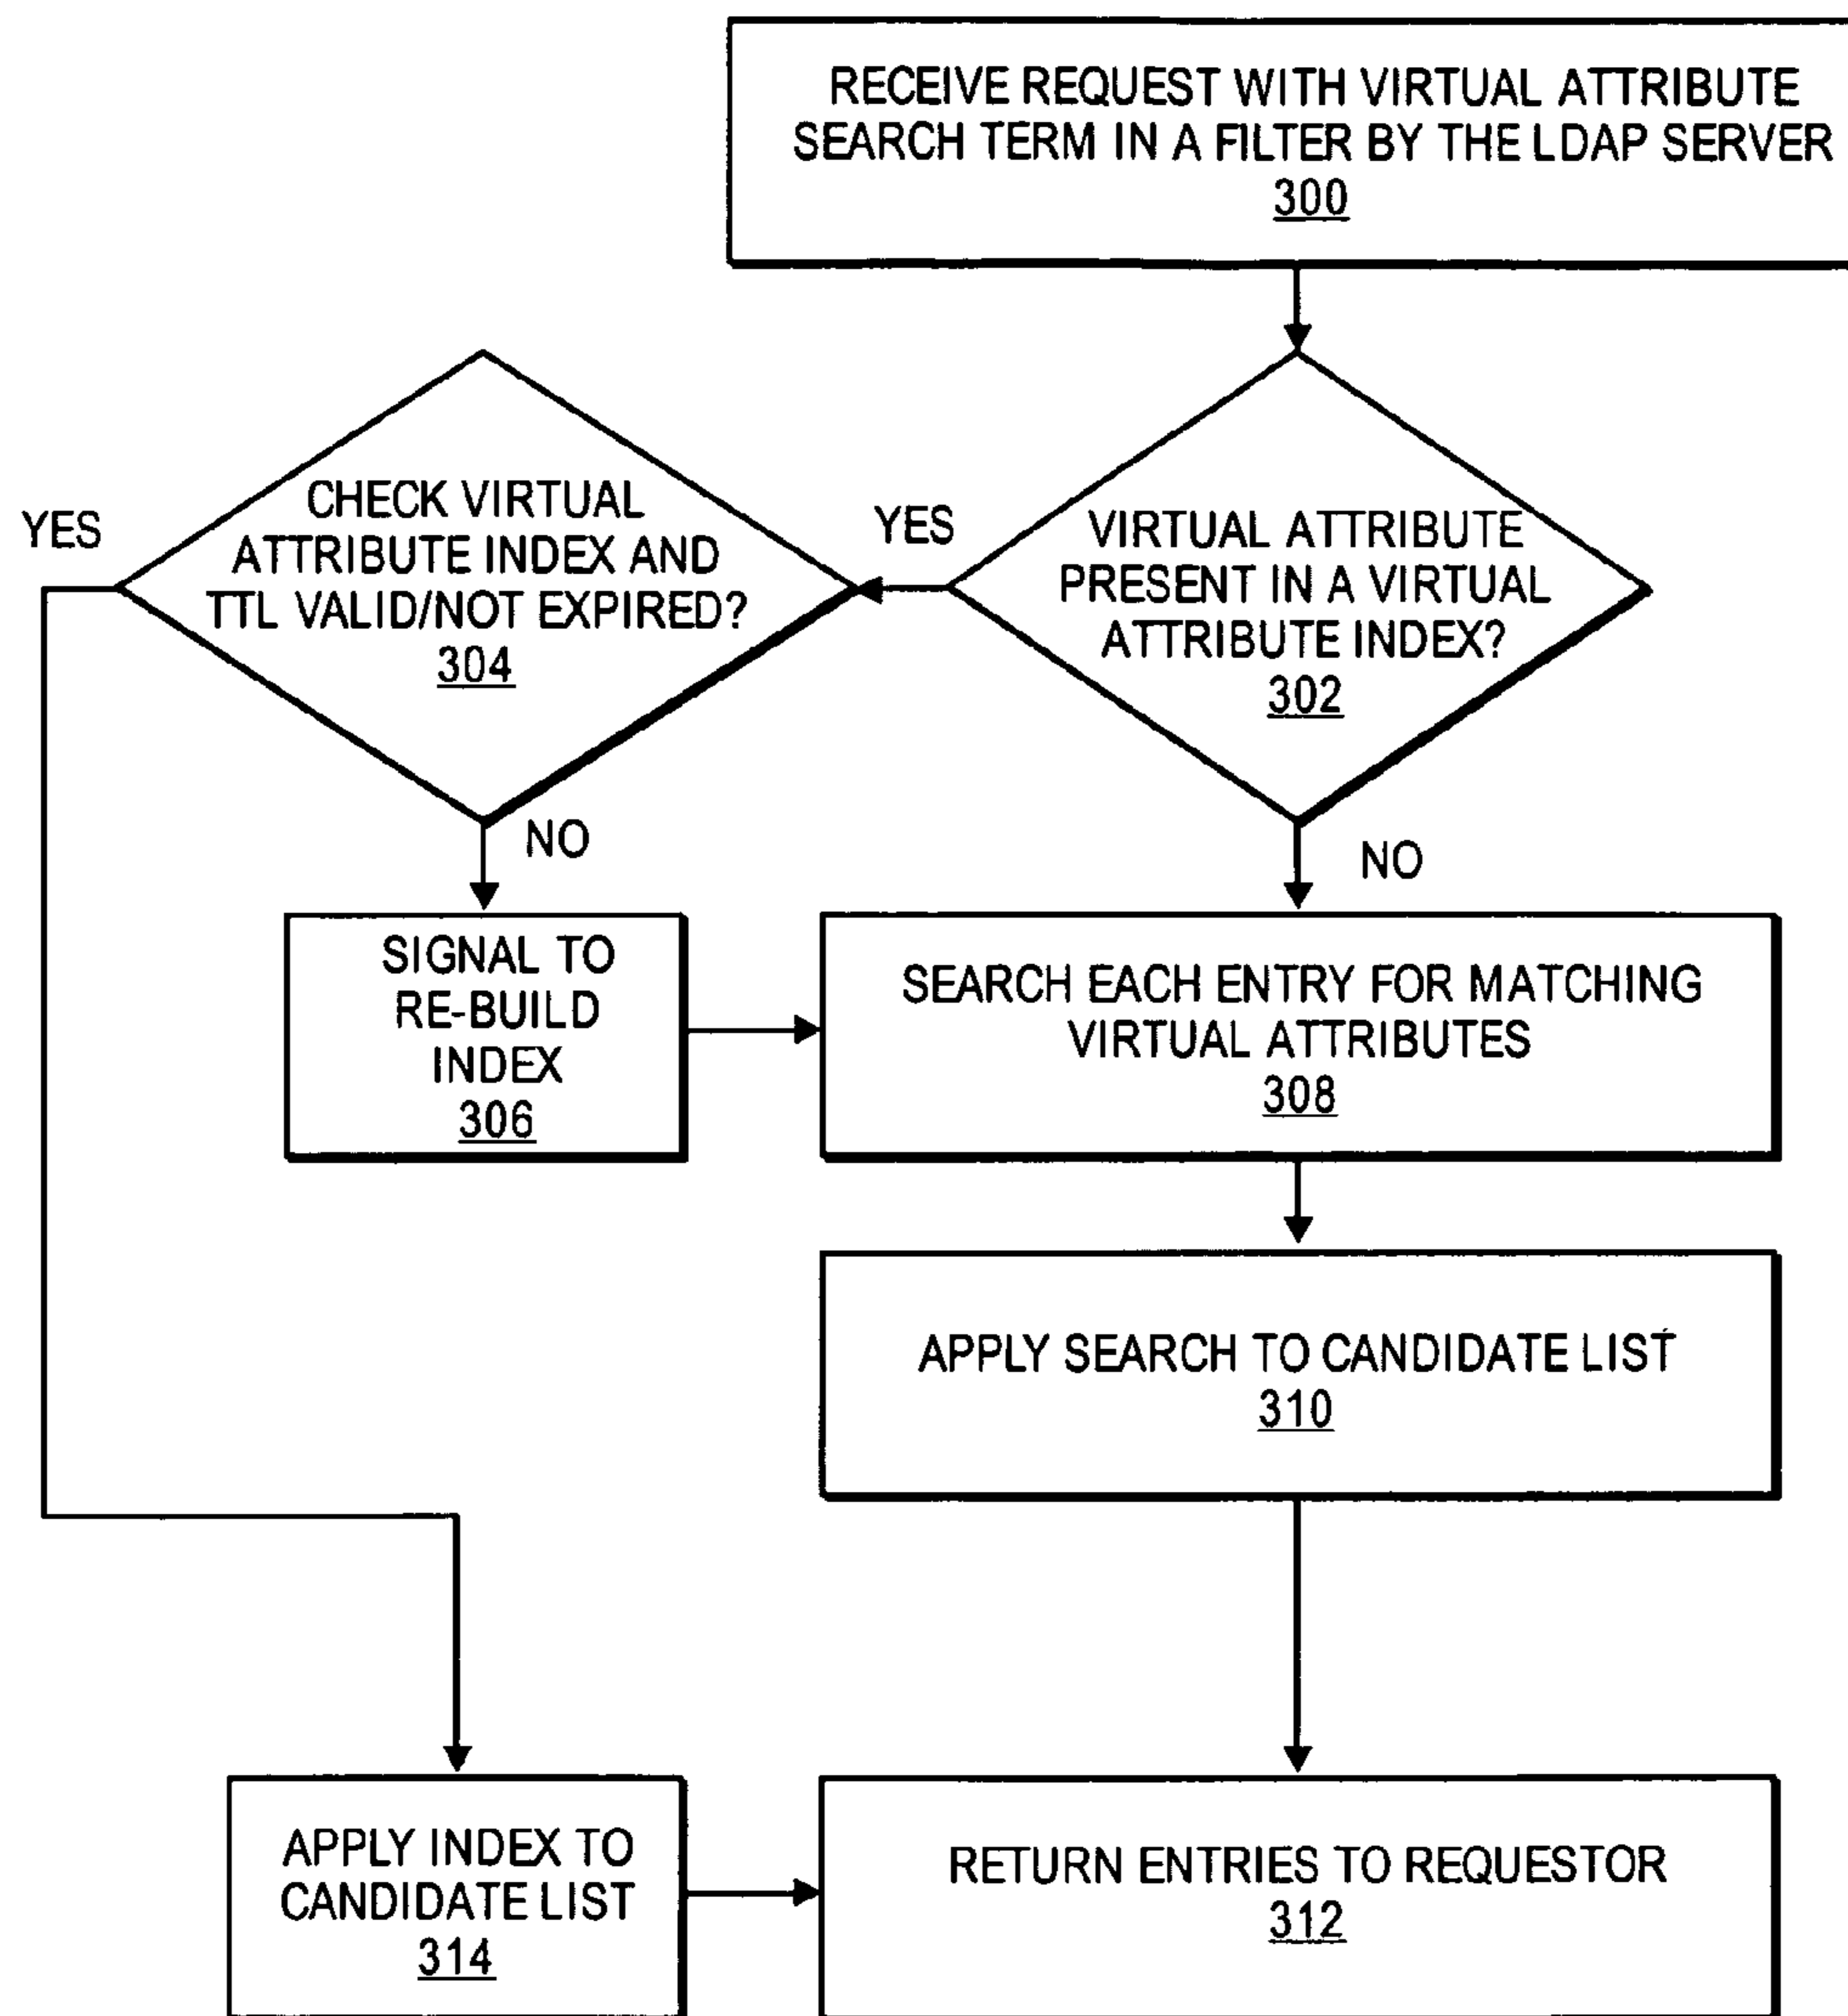 RECEIVE REQUEST WITH VIRTUAL ATTRIBUTE
SEARCH TERM IN A FILTER BY THE LDAP SERVER
300
CHECK VIRTUAL
ATTRIBUTE INDEX AND
TTL VALID/NOT EXPIRED?
304
YES
YES
VIRTUAL ATTRIBUTE
PRESENT IN A VIRTUAL
ATTRIBUTE INDEX?
302
NO
NO
SIGNAL TO
RE-BUILD
INDEX
306
SEARCH EACH ENTRY FOR MATCHING
VIRTUAL ATTRIBUTES
308
APPLY SEARCH TO CANDIDATE LIST
310
APPLY INDEX TO
CANDIDATE LIST
314
RETURN ENTRIES TO REQUESTOR
312